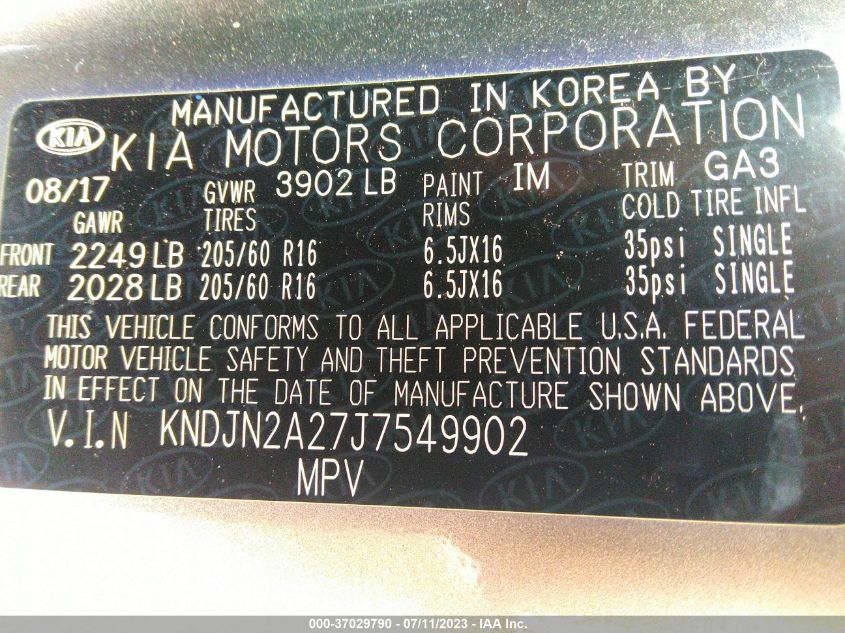 MANUFACTURED IN KOREA BY
KIA KIA MOTORS CORPORATION
08/17 GVWR 3902 LB PAINT IM TRIM GA3
GAWR TIRES RIMS COLD TIRE INFL
FRONT 2249 LB 205/60 R16 6.5JX16 35psi SINGLE
REAR 2028 LB 205/60 R16 6.5JX16 35psi SINGLE
THIS VEHICLE CONFORMS TO ALL APPLICABLE U.S.A. FEDERAL
MOTOR VEHICLE SAFETY AND THEFT PREVENTION STANDARDS
IN EFFECT ON THE DATE OF MANUFACTURE SHOWN ABOVE.
V.I.N KNDJN2A27J7549902
MPV
000-37029790 - 07/11/2023 - IAA Inc.